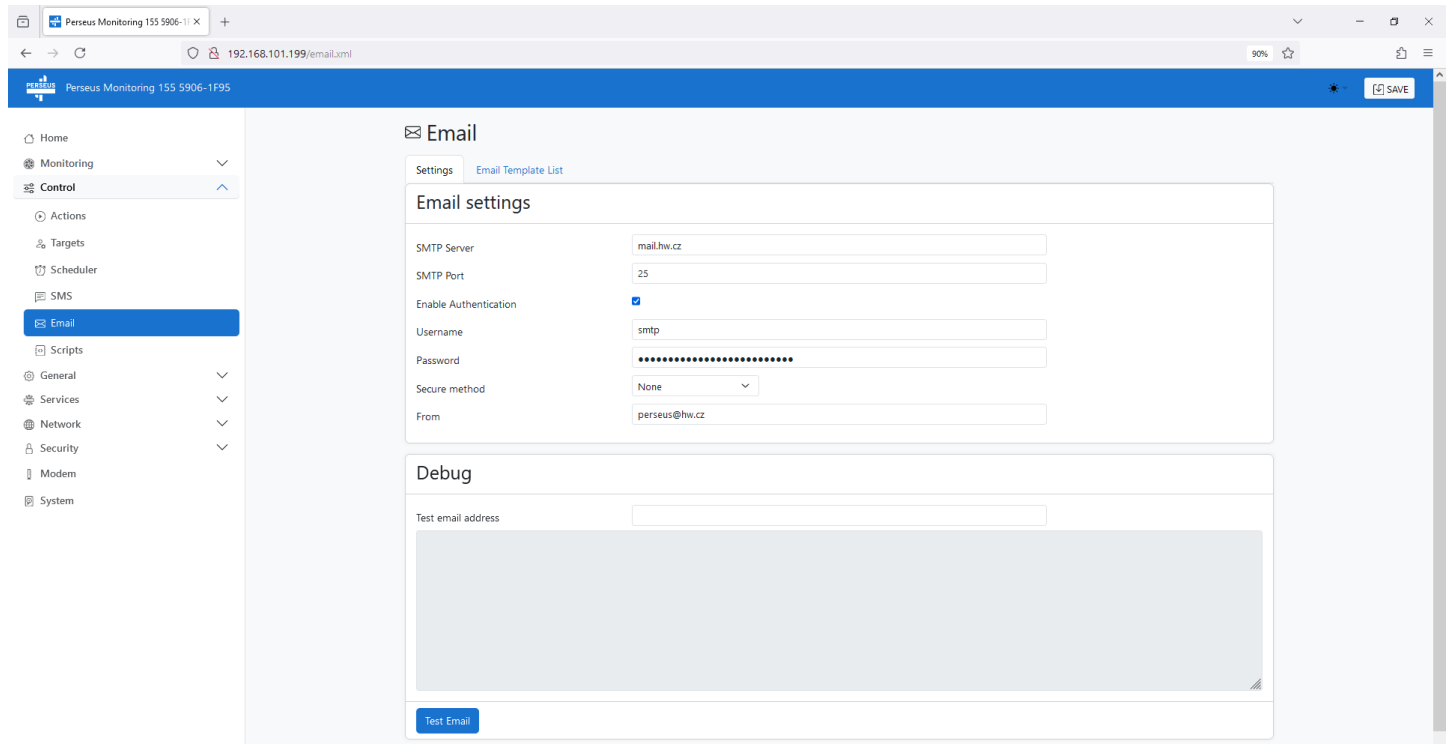 Perseus Monitoring 155 5906-1F
192.168.101.199/email.xml
90%
PERSEUS
Perseus Monitoring 155 5906-1F95
SAVE
Home
Monitoring
Control
Actions
Targets
Scheduler
SMS
Email
Scripts
General
Services
Network
Security
Modem
System
Email
Settings
Email Template List
Email settings
SMTP Server
mail.hw.cz
SMTP Port
25
Enable Authentication
Username
smtp
Password
••••••••••••••••••••••••••
Secure method
None
From
perseus@hw.cz
Debug
Test email address
Test Email